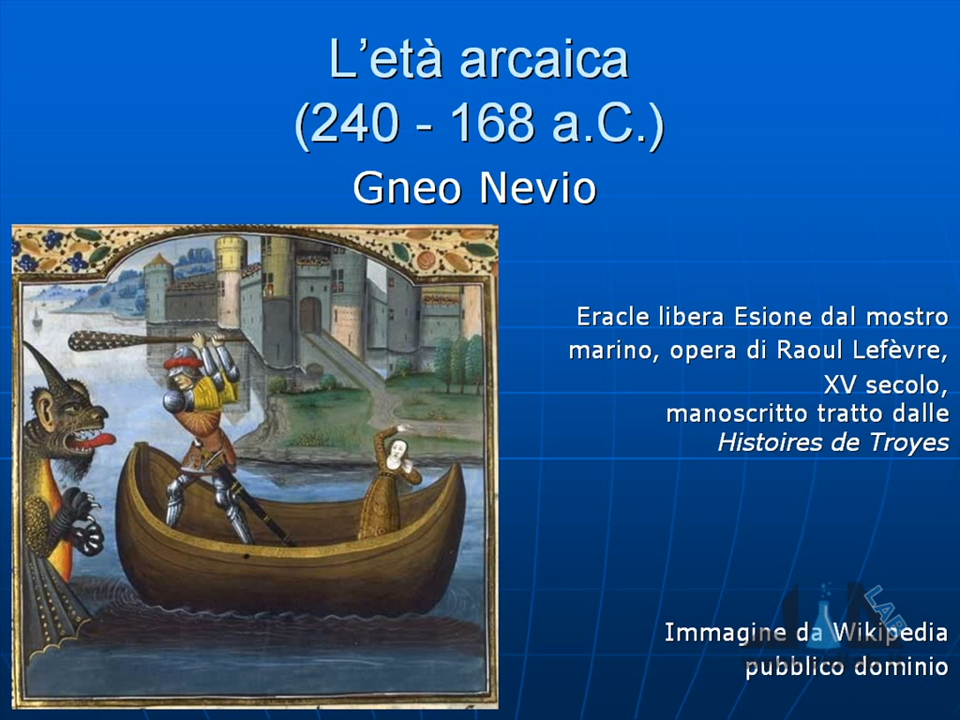 L’età arcaica
(240 - 168 a.C.)
Gneo Nevio
Eracle libera Esione dal mostro
marino, opera di Raoul Lefèvre,
XV secolo,
manoscritto tratto dalle
Histoires de Troyes
LAB
Immagine da Wikipedia
pubblico dominio